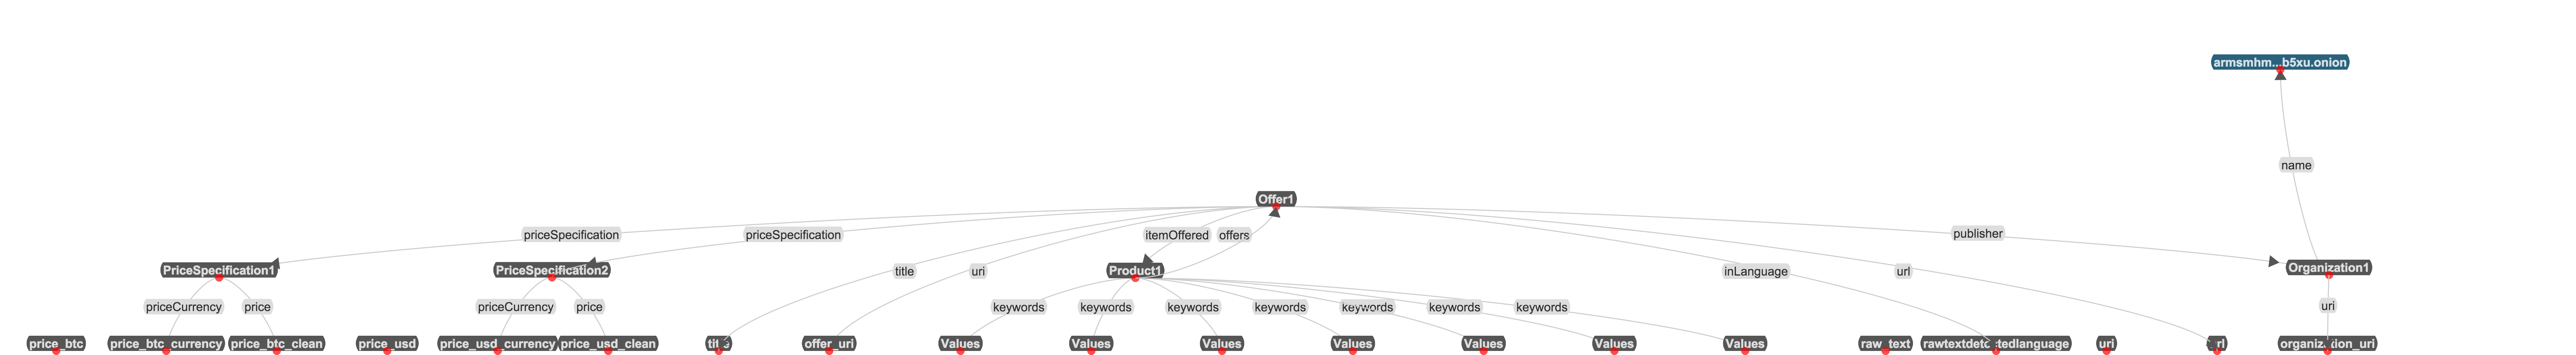 armsmhm...b5xu.onion
name
Offer1
priceSpecification
priceSpecification
itemOffered
offers
publisher
PriceSpecification1
PriceSpecification2
title
uri
Product1
inLanguage
url
Organization1
priceCurrency
price
priceCurrency
price
keywords
keywords
keywords
keywords
keywords
keywords
keywords
uri
price_btc
price_btc_currency
price_btc_clean
price_usd
price_usd_currency
price_usd_clean
title
offer_uri
Values
Values
Values
Values
Values
Values
Values
raw_text
rawtextdetectedlanguage
uri
url
organization_uri